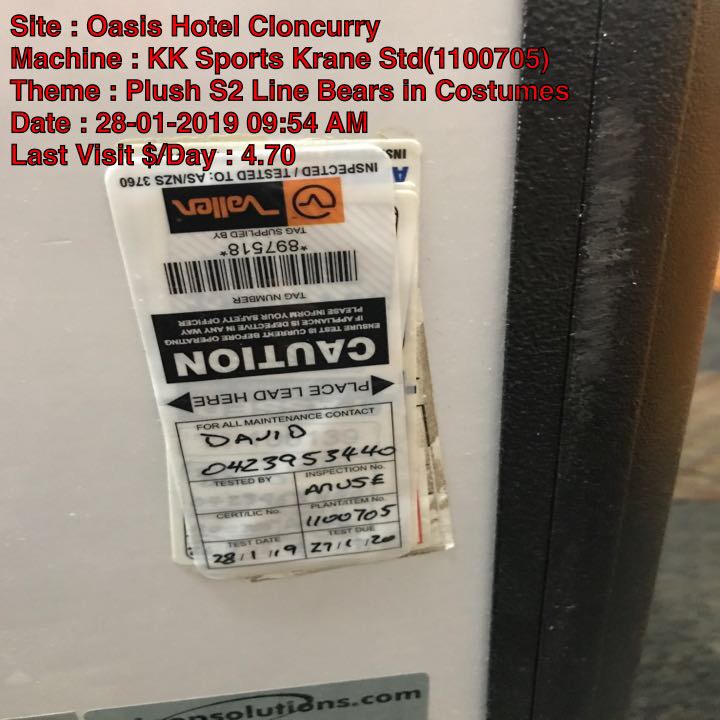 Site : Oasis Hotel Cloncurry
Machine : KK Sports Krane Std(1100705)
Theme : Plush S2 Line Bears in Costumes
Date : 28-01-2019 09:54 AM
Last Visit $/Day : 4.70
INSPECTED / TESTED TO: AS/NZS 3760
Vallen
TAG SUPPLIED BY
*897518*
TAG NUMBER
PLEASE INFORM YOUR SAFETY OFFICER
IF APPLIANCE IS DEFECTIVE IN ANY WAY
ENSURE TEST IS CURRENT BEFORE OPERATING
CAUTION
PLACE LEAD HERE
FOR ALL MAINTENANCE CONTACT
DAVID
0423953440
TESTED BY
INSPECTION No.
AMUSE
CERT/LIC No.
PLANT/ITEM No.
1100705
TEST DATE
TEST DUE
28/1/19
27/1/20
solutions.com